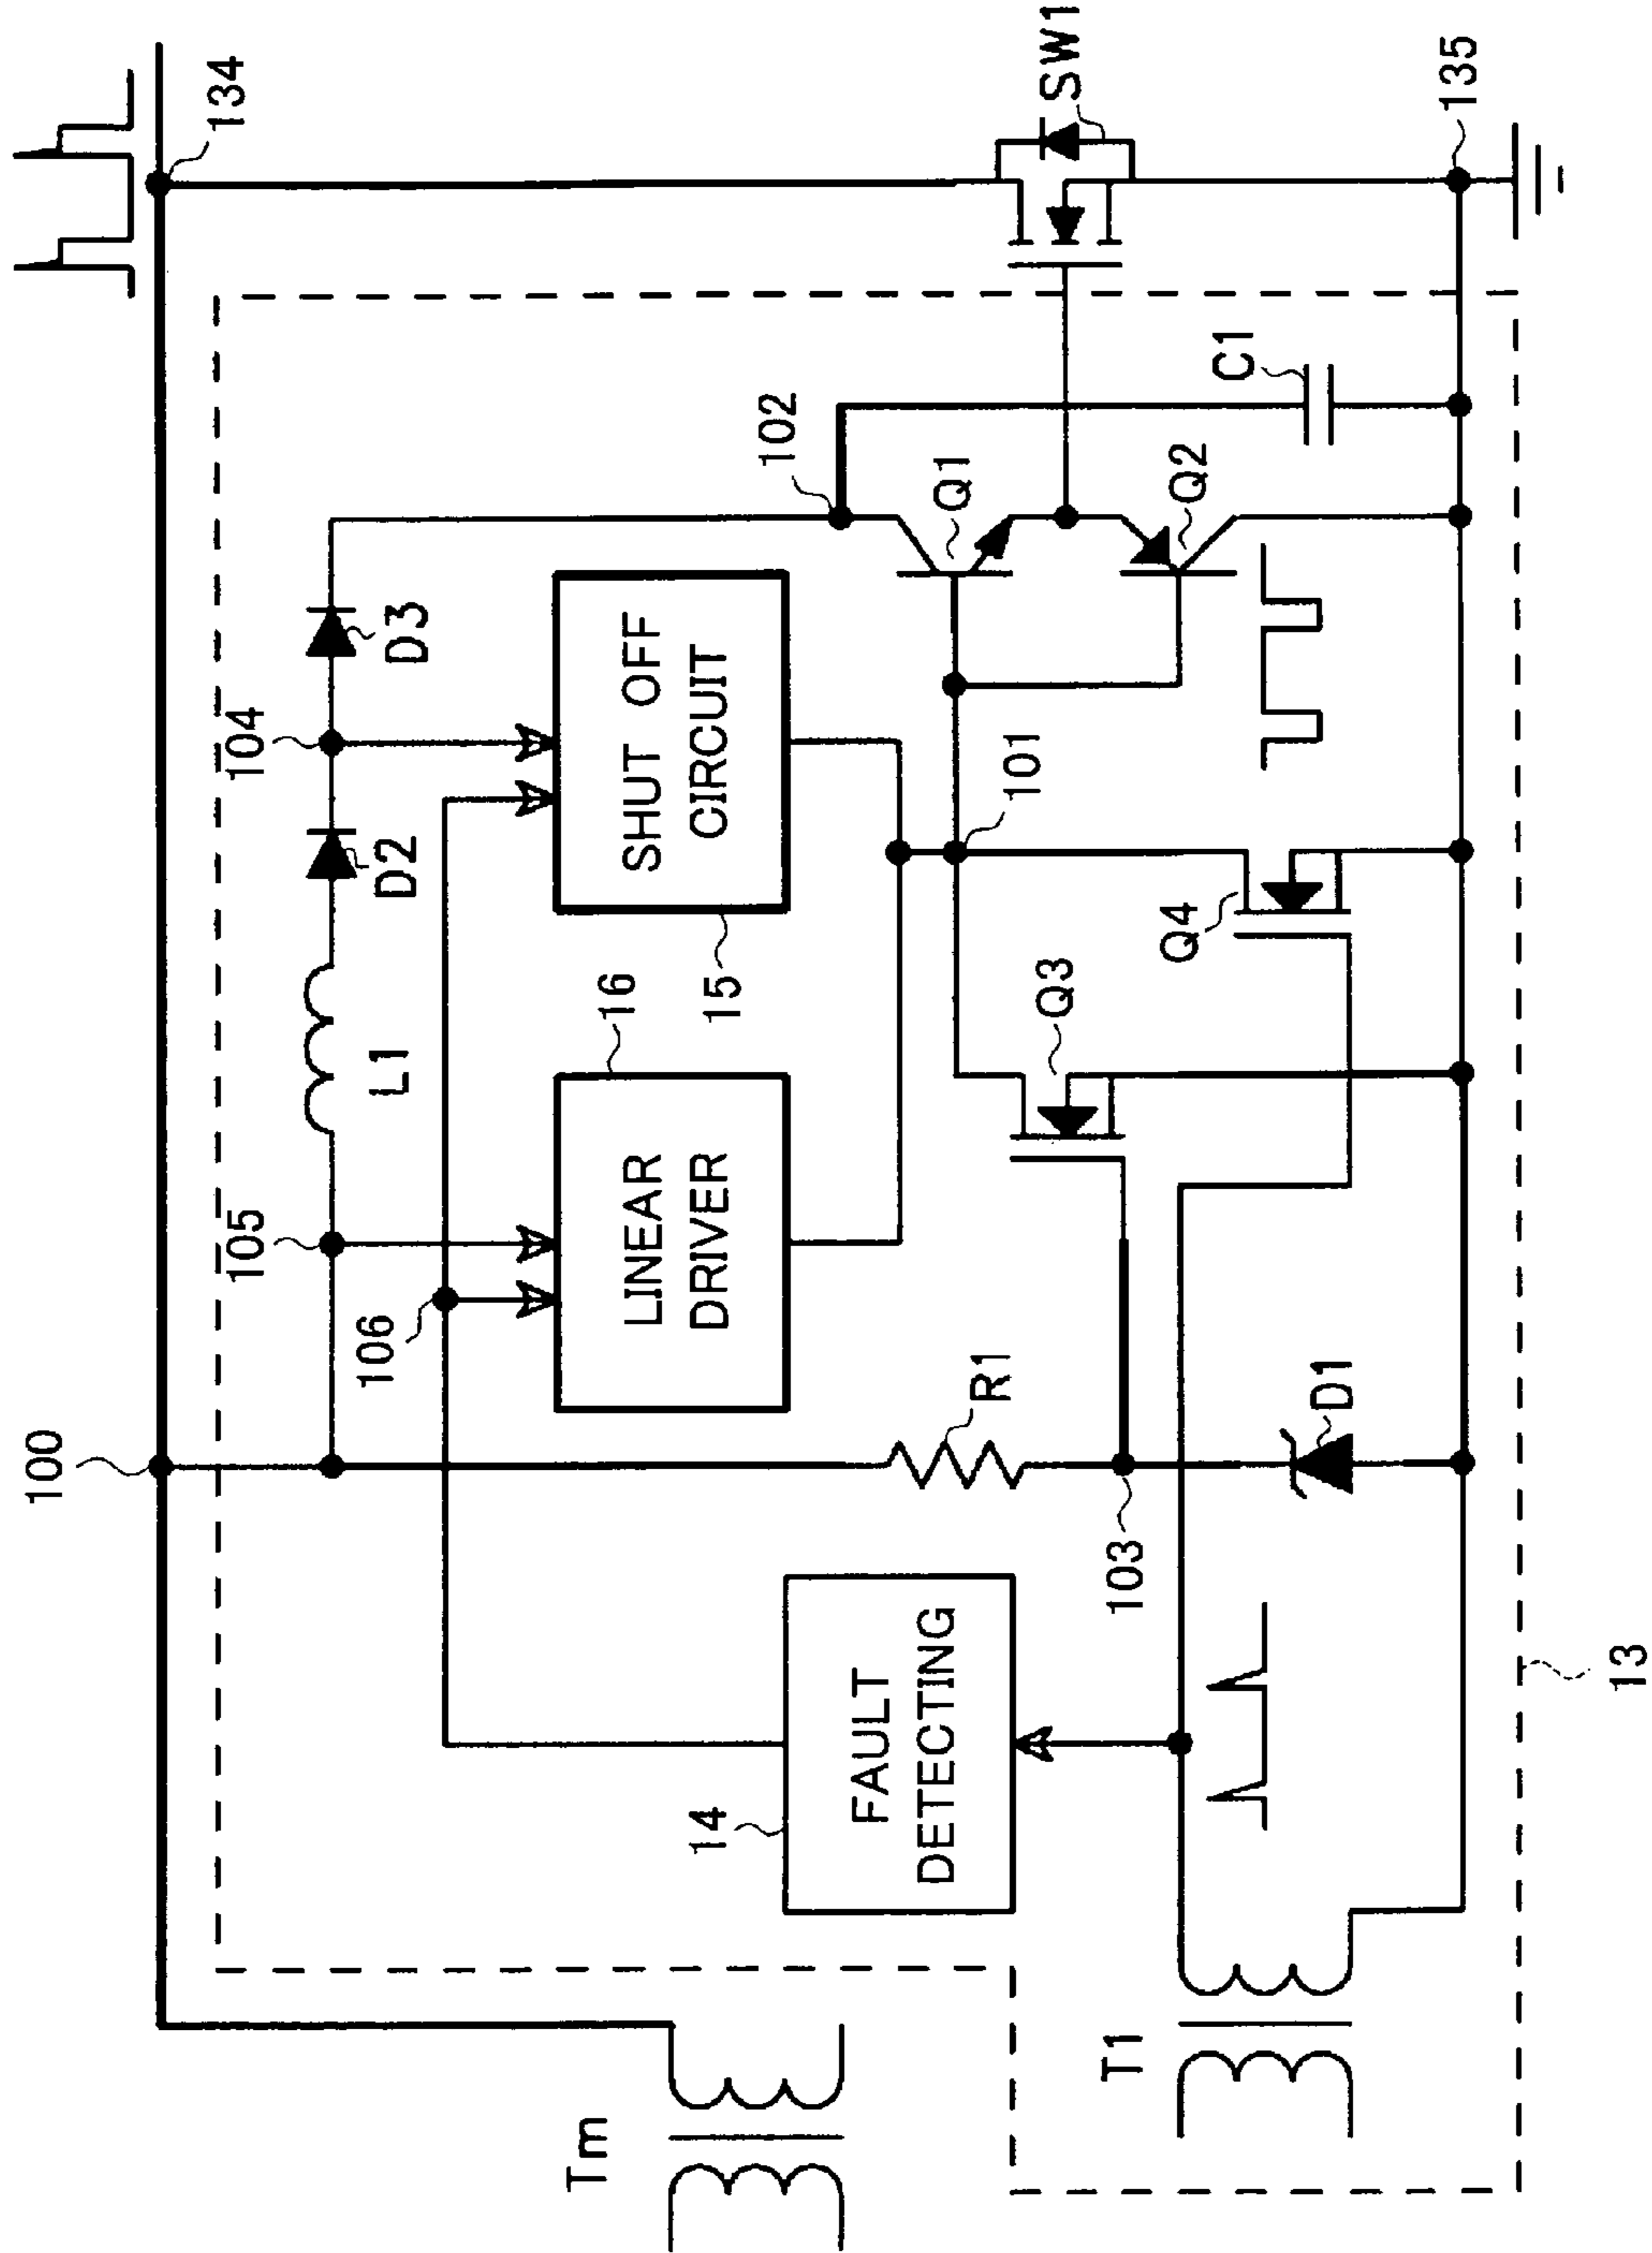 100
134
105
104
L1
D2
D3
106
16
15
102
LINEAR
DRIVER
SHUT OFF
CIRCUIT
14
FAULT
DETECTING
R1
103
Q3
101
Q1
Q4
Q2
C1
SW1
D1
135
Tm
T1
13